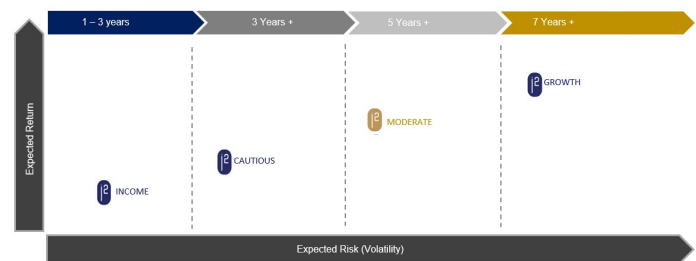 1 – 3 years
3 Years +
5 Years +
7 Years +
GROWTH
MODERATE
CAUTIOUS
INCOME
Expected Return
Expected Risk (Volatility)